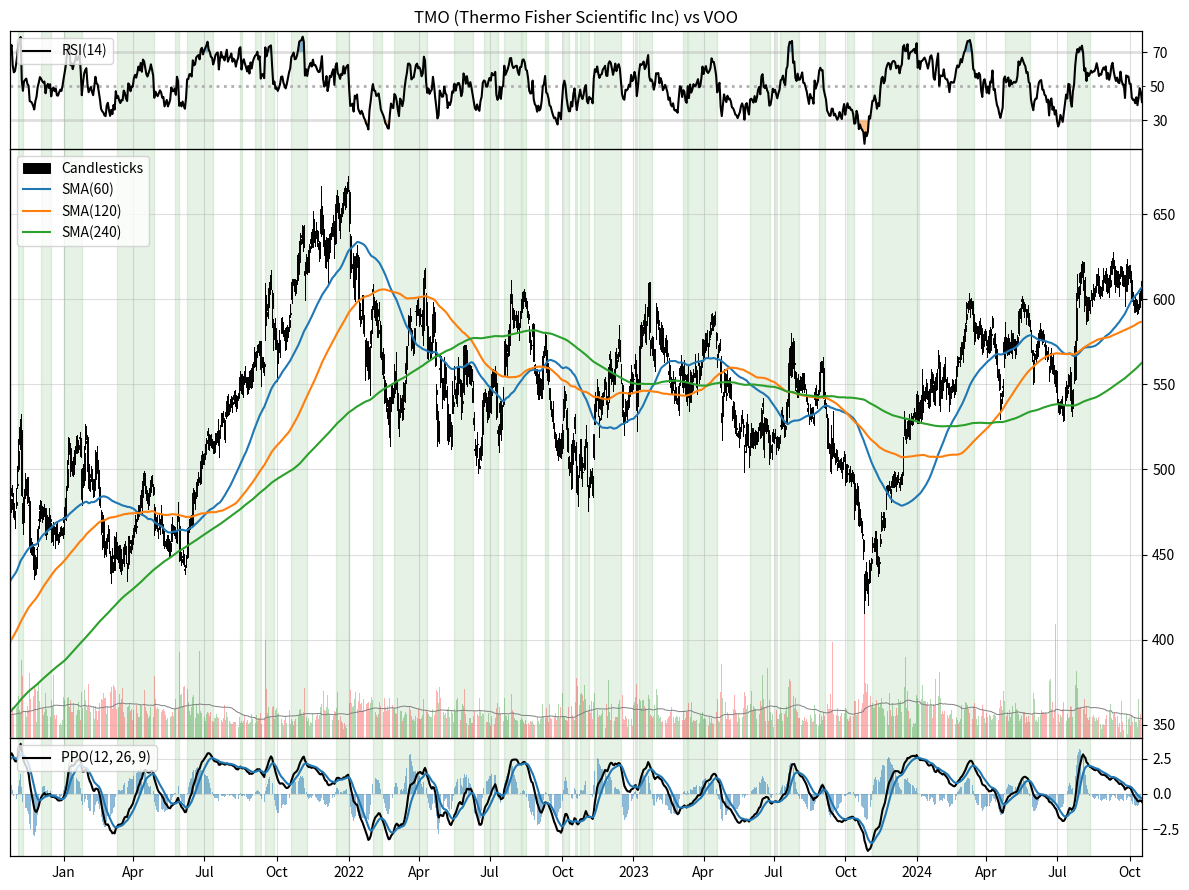 TMO (Thermo Fisher Scientific Inc) vs VOO
RSI(14)
70
50
30
Candlesticks
SMA(60)
SMA(120)
SMA(240)
650
600
550
500
450
400
350
PPO(12, 26, 9)
2.5
0.0
−2.5
Jan Apr Jul Oct 2022 Apr Jul Oct 2023 Apr Jul Oct 2024 Apr Jul Oct